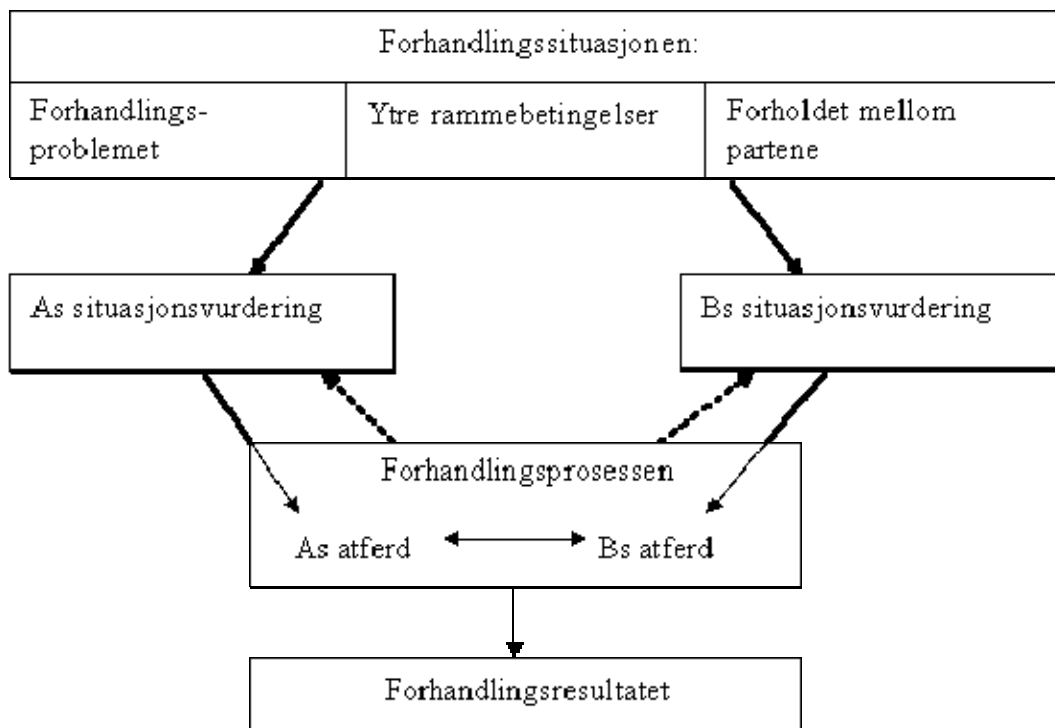 Forhandlingssituasjonen:
Forhandlings-
problemet
Ytre rammebetingelser
Forholdet mellom
partene
As situasjonsvurdering
Bs situasjonsvurdering
Forhandlingsprosessen
As atferd
Bs atferd
Forhandlingsresultatet